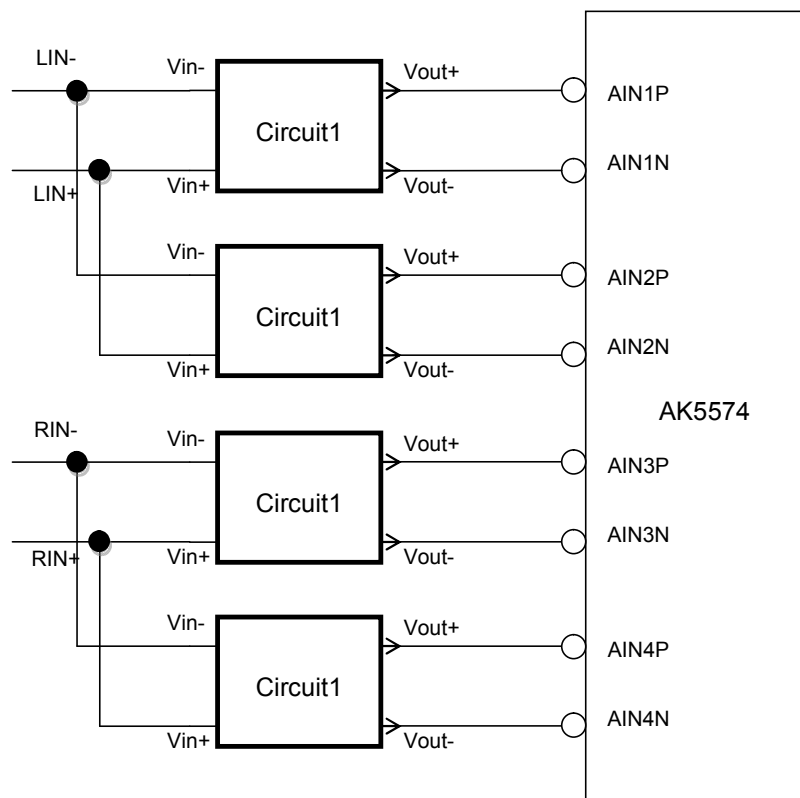 LIN-
Vin-
Vout+
AIN1P
Circuit1
LIN+
Vin+
Vout-
AIN1N
Vin-
Vout+
AIN2P
Circuit1
Vin+
Vout-
AIN2N
AK5574
RIN-
Vin-
Vout+
AIN3P
Circuit1
RIN+
Vin+
Vout-
AIN3N
Vin-
Vout+
AIN4P
Circuit1
Vin+
Vout-
AIN4N